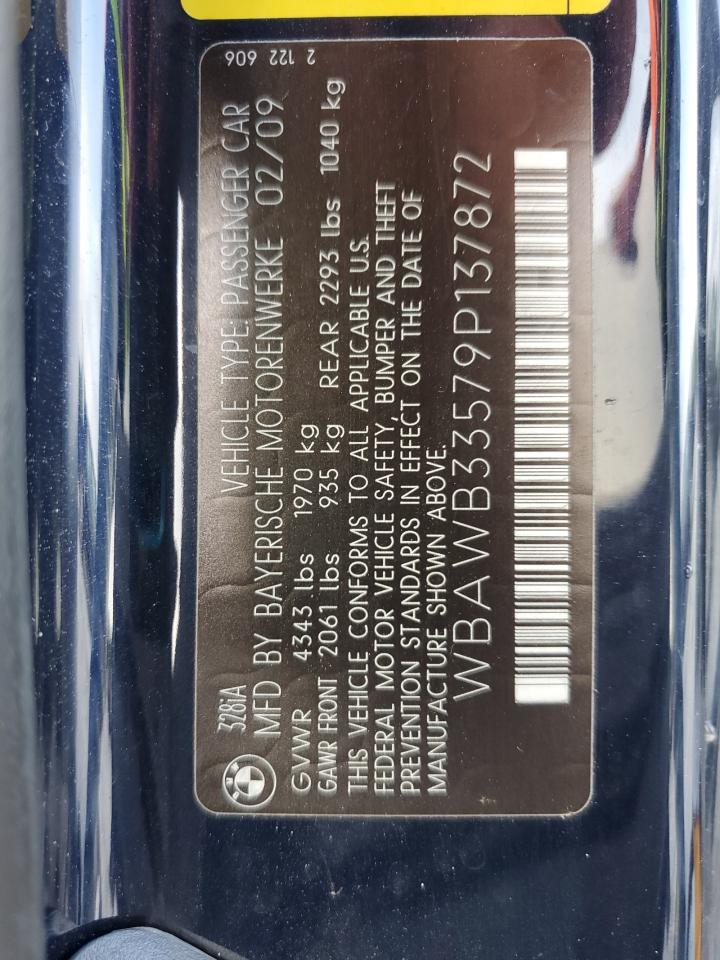 328iA VEHICLE TYPE: PASSENGER CAR 2 122 606
MFD BY BAYERISCHE MOTORENWERKE 02/09
GVWR 4343 lbs 1970 kg
GAWR FRONT 2061 lbs 935 kg REAR 2293 lbs 1040 kg
THIS VEHICLE CONFORMS TO ALL APPLICABLE U.S.
FEDERAL MOTOR VEHICLE SAFETY, BUMPER AND THEFT
PREVENTION STANDARDS IN EFFECT ON THE DATE OF
MANUFACTURE SHOWN ABOVE.
WBAWB33579P137872